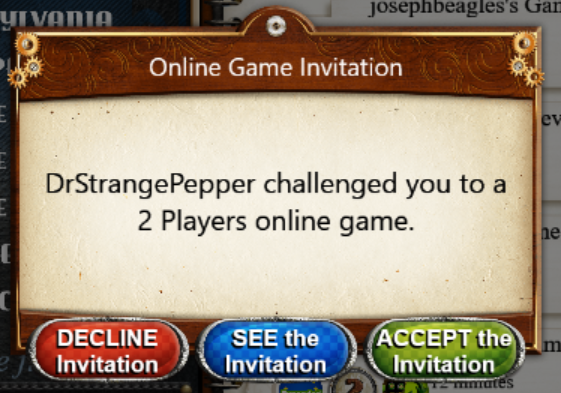 josephbeagles's Gam
Online Game Invitation
DrStrangePepper challenged you to a
2 Players online game.
DECLINE
Invitation
SEE the
Invitation
ACCEPT the
Invitation
12 minutes